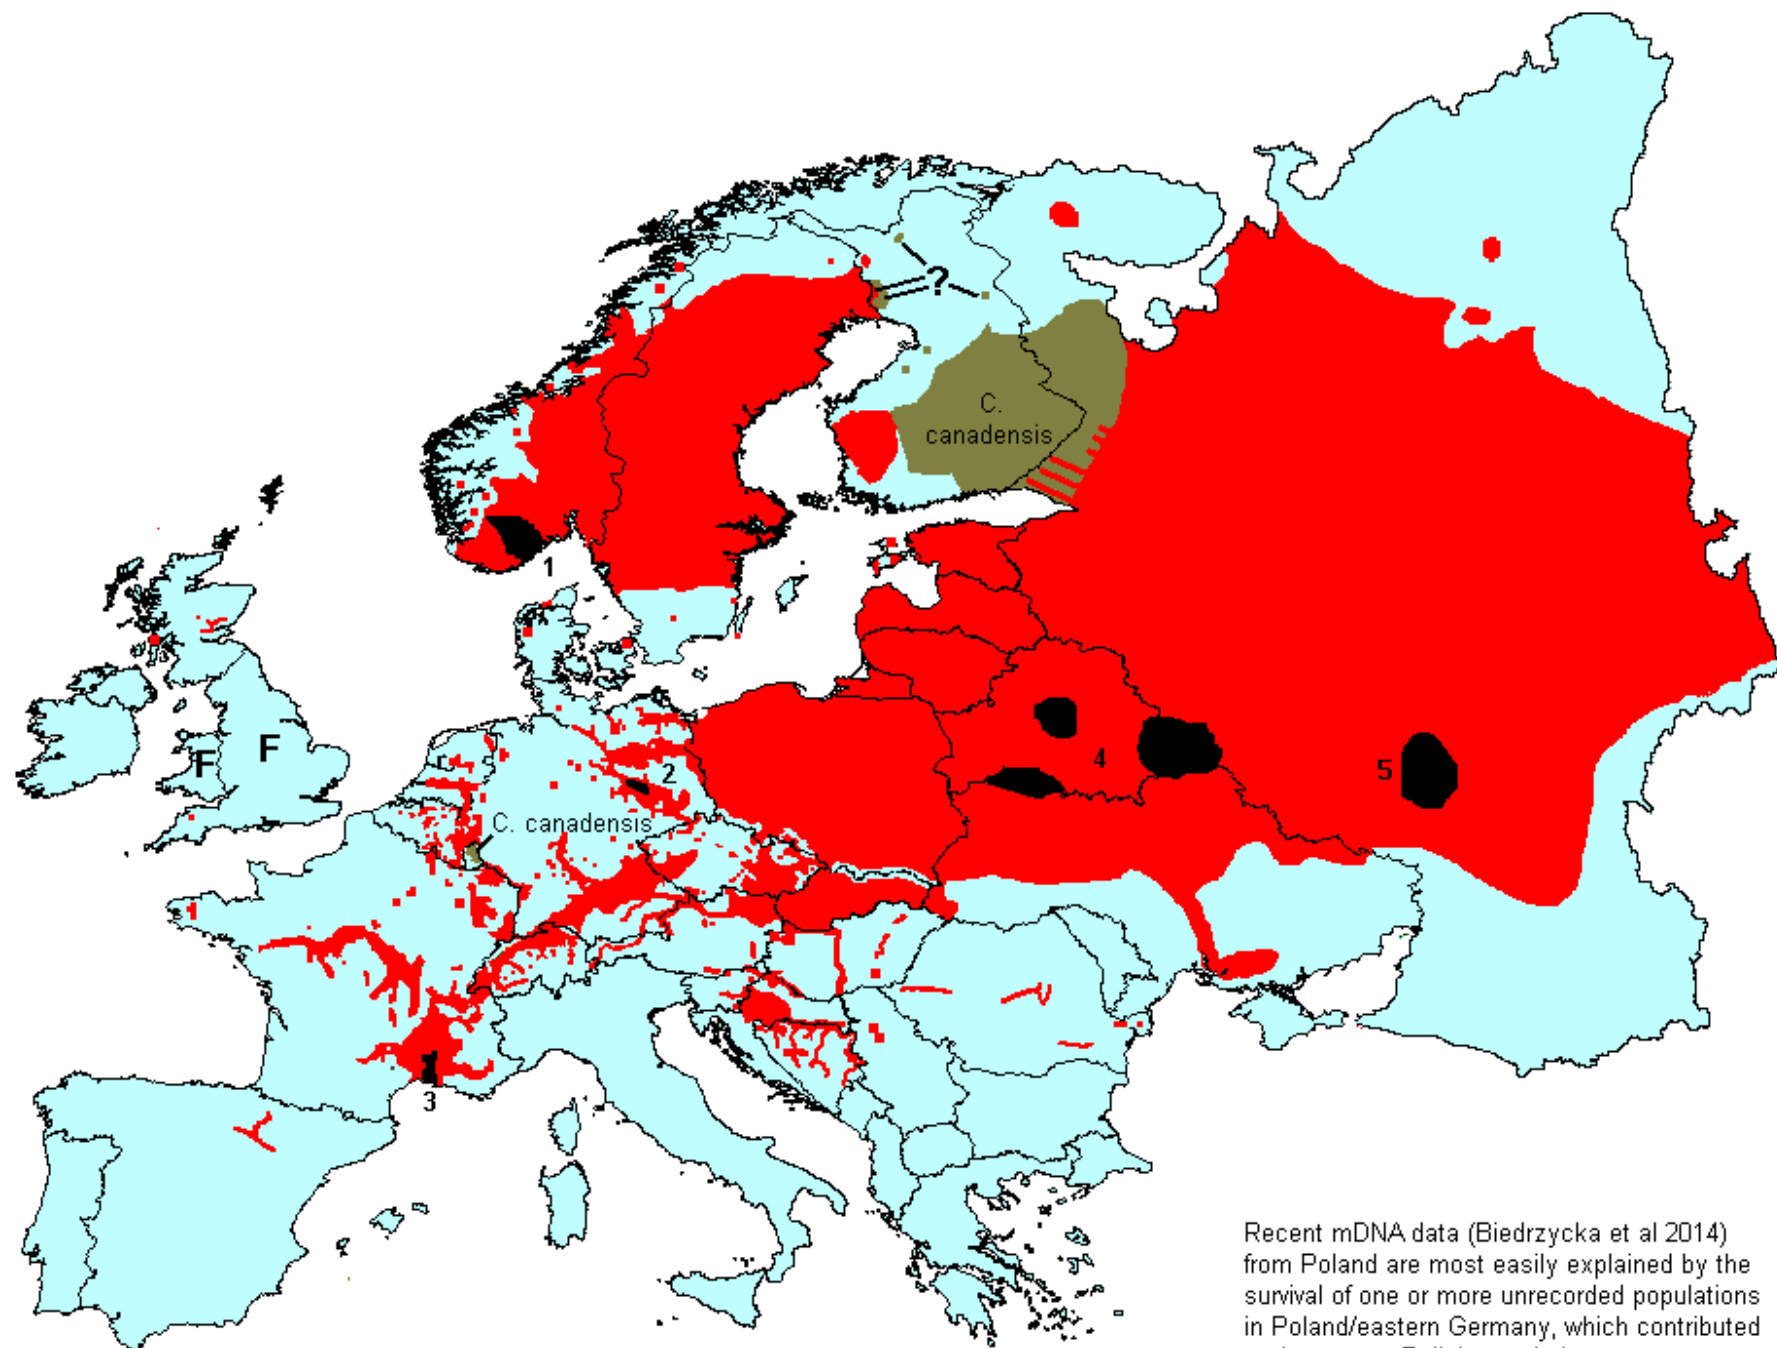 ?
C.
canadensis
1
F
F
2
4
5
C. canadensis
3
Recent mDNA data (Biedrzycka et al 2014)
from Poland are most easily explained by the
survival of one or more unrecorded populations
in Poland/eastern Germany, which contributed